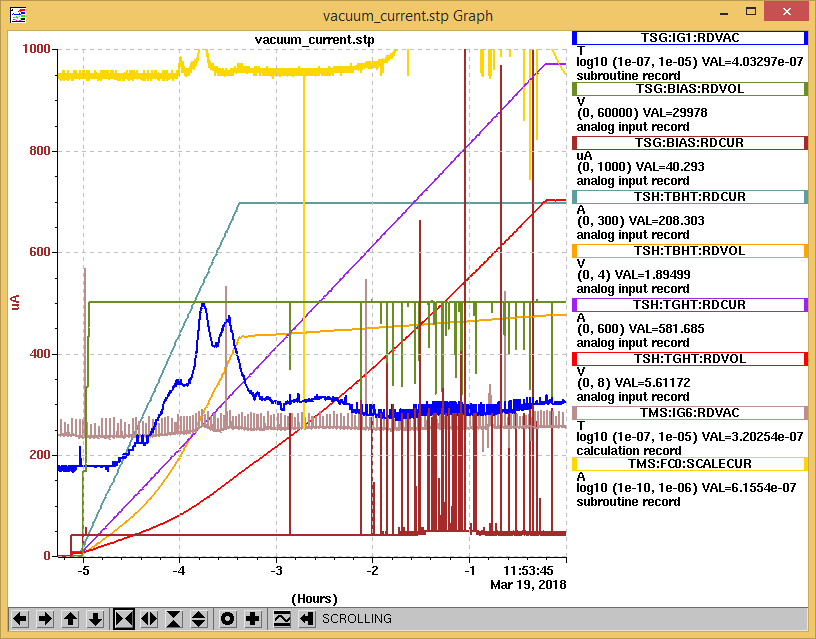 vacuum_current.stp Graph
vacuum_current.stp
1000
800
600
400
200
0
uA
-5
-4
-3
-2
-1
11:53:45
Mar 19, 2018
(Hours)
TSG:IG1:RDVAC
T
log10 (1e-07, 1e-05) VAL=4.03297e-07
subroutine record
TSG:BIAS:RDVOL
V
(0, 60000) VAL=29978
analog input record
TSG:BIAS:RDCUR
uA
(0, 1000) VAL=40.293
analog input record
TSH:TBHT:RDCUR
A
(0, 300) VAL=208.303
analog input record
TSH:TBHT:RDVOL
V
(0, 4) VAL=1.89499
analog input record
TSH:TGHT:RDCUR
A
(0, 600) VAL=581.685
analog input record
TSH:TGHT:RDVOL
V
(0, 8) VAL=5.61172
analog input record
TMS:IG6:RDVAC
T
log10 (1e-07, 1e-05) VAL=3.20254e-07
calculation record
TMS:FC0:SCALECUR
A
log10 (1e-10, 1e-06) VAL=6.1554e-07
subroutine record
SCROLLING